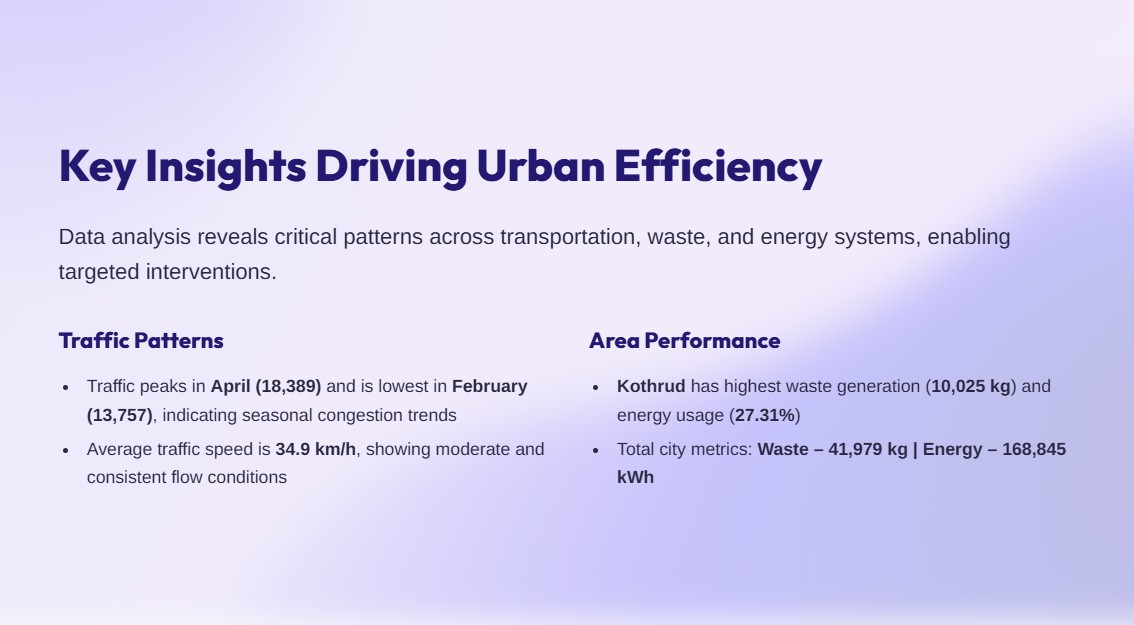 Key Insights Driving Urban Efficiency
Data analysis reveals critical patterns across transportation, waste, and energy systems, enabling
targeted interventions.
Traffic Patterns
• Traffic peaks in April (18,389) and is lowest in February
(13,757), indicating seasonal congestion trends
• Average traffic speed is 34.9 km/h, showing moderate and
consistent flow conditions
Area Performance
• Kothrud has highest waste generation (10,025 kg) and
energy usage (27.31%)
• Total city metrics: Waste – 41,979 kg | Energy – 168,845
kWh